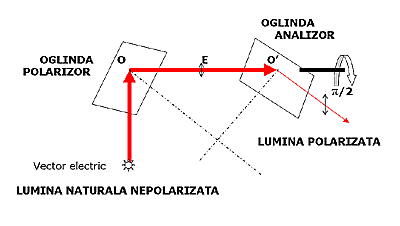 OGLINDA
ANALIZOR
OGLINDA
POLARIZOR
O
E
O'
π/2
LUMINA POLARIZATA
Vector electric
LUMINA NATURALA NEPOLARIZATA